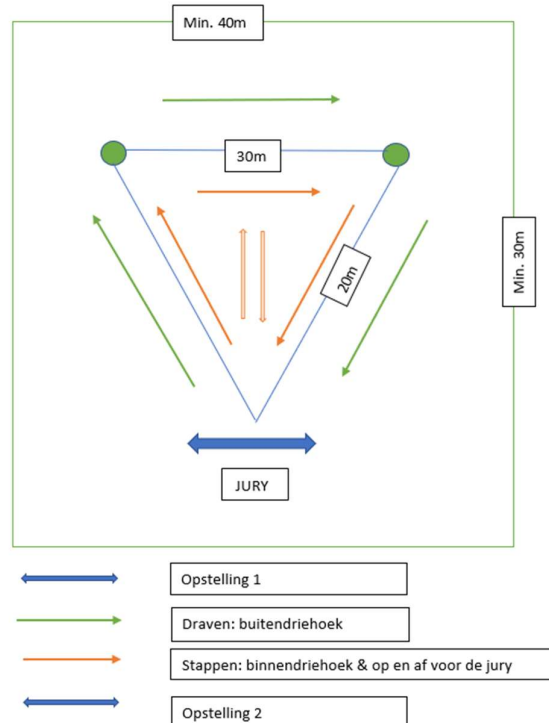 Min. 40m
30m
20m
Min. 30m
JURY
Opstelling 1
Draven: buitendriehoek
Stappen: binnendriehoek & op en af voor de jury
Opstelling 2